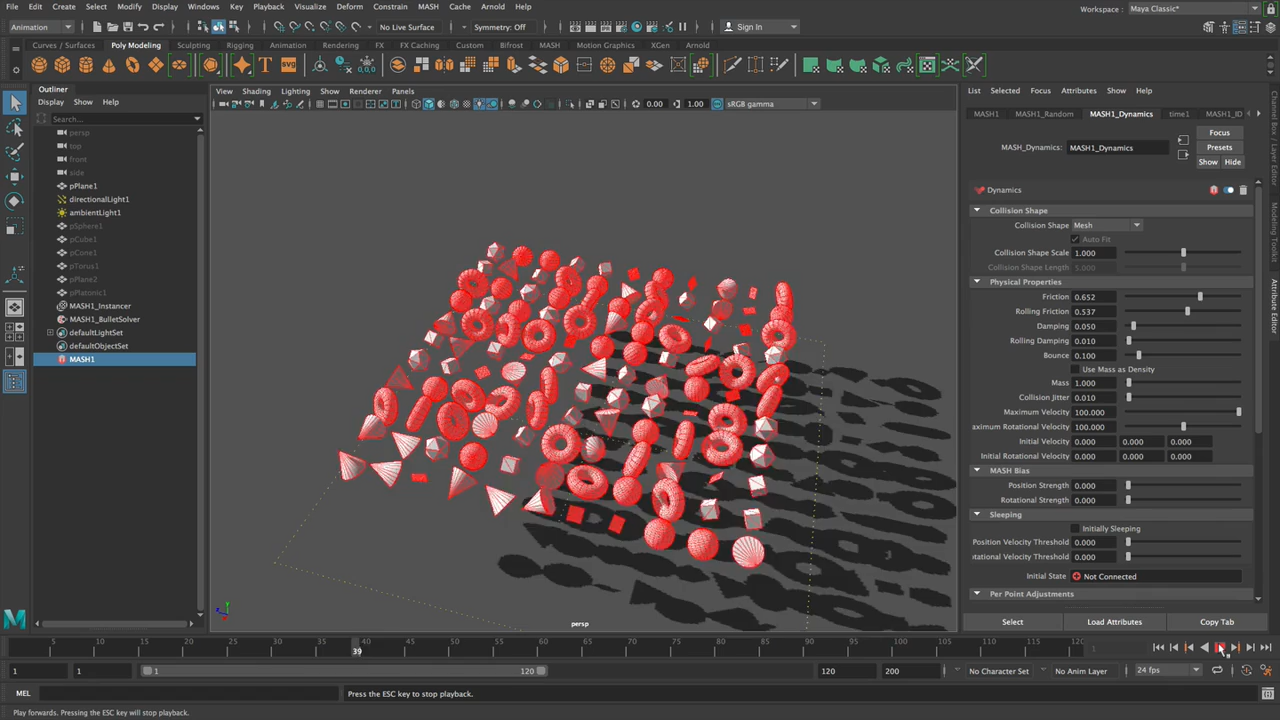 File Edit Create Select Modify Display Windows Key Playback Visualize Deform Constrain MASH Cache Arnold Help
Workspace : Maya Classic*
Animation No Live Surface Symmetry: Off Sign In
Curves / Surfaces Poly Modeling Sculpting Rigging Animation Rendering FX FX Caching Custom Bifrost MASH Motion Graphics XGen Arnold
Outliner
Display Show Help
Search...
persp
top
front
side
pPlane1
directionalLight1
ambientLight1
pSphere1
pCube1
pCone1
pTorus1
pPlane2
pPlatonic1
MASH1_Instancer
MASH1_BulletSolver
defaultLightSet
defaultObjectSet
MASH1
View Shading Lighting Show Renderer Panels
0.00 1.00 sRGB gamma
persp
List Selected Focus Attributes Show Help
MASH1 MASH1_Random MASH1_Dynamics time1 MASH1_ID
MASH_Dynamics: MASH1_Dynamics
Focus
Presets
Show Hide
Dynamics
Collision Shape
Collision Shape Mesh
Auto Fit
Collision Shape Scale 1.000
Collision Shape Length 5.000
Physical Properties
Friction 0.652
Rolling Friction 0.537
Damping 0.050
Rolling Damping 0.010
Bounce 0.100
Use Mass as Density
Mass 1.000
Collision Jitter 0.010
Maximum Velocity 100.000
aximum Rotational Velocity 100.000
Initial Velocity 0.000 0.000 0.000
Initial Rotational Velocity 0.000 0.000 0.000
MASH Bias
Position Strength 0.000
Rotational Strength 0.000
Sleeping
Initially Sleeping
Position Velocity Threshold 0.000
otational Velocity Threshold 0.000
Initial State Not Connected
Per Point Adjustments
Select Load Attributes Copy Tab
Channel Box / Layer Editor
Modeling Toolkit
Attribute Editor
5 10 15 20 25 30 35 40 45 50 55 60 65 70 75 80 85 90 95 100 105 110 115 120
39
1
1 1 1 120 120 200 No Character Set No Anim Layer 24 fps
MEL Press the ESC key to stop playback.
Play forwards. Pressing the ESC key will stop playback.